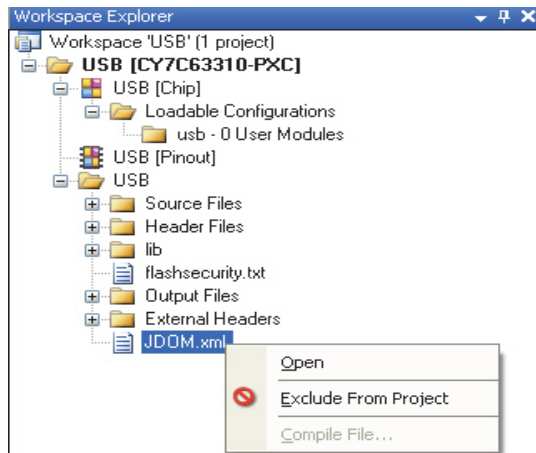 Workspace Explorer
Workspace 'USB' (1 project)
USB [CY7C63310-PXC]
USB [Chip]
Loadable Configurations
usb - 0 User Modules
USB [Pinout]
USB
Source Files
Header Files
lib
flashsecurity.txt
Output Files
External Headers
JDOM.xml
Open
Exclude From Project
Compile File...